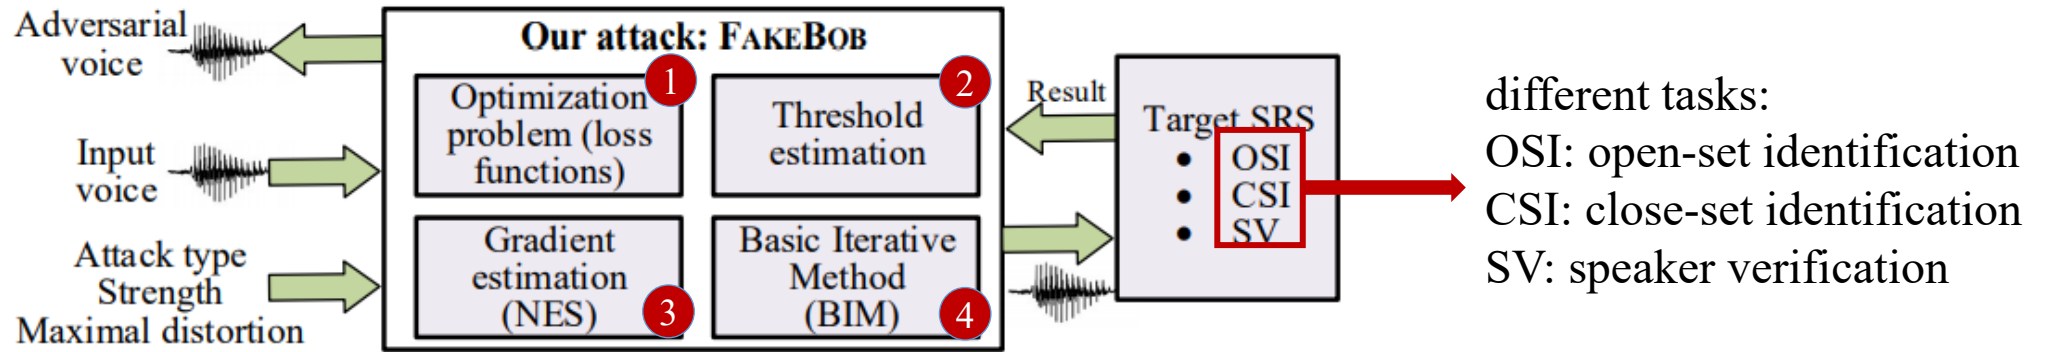 Adversarial
voice
Input
voice
Attack type
Strength
Maximal distortion
Our attack: FAKEBOB
1
Optimization
problem (loss
functions)
2
Threshold
estimation
Gradient
estimation
(NES)
3
Basic Iterative
Method
(BIM)
4
Result
Target SRS
• OSI
• CSI
• SV
different tasks:
OSI: open-set identification
CSI: close-set identification
SV: speaker verification